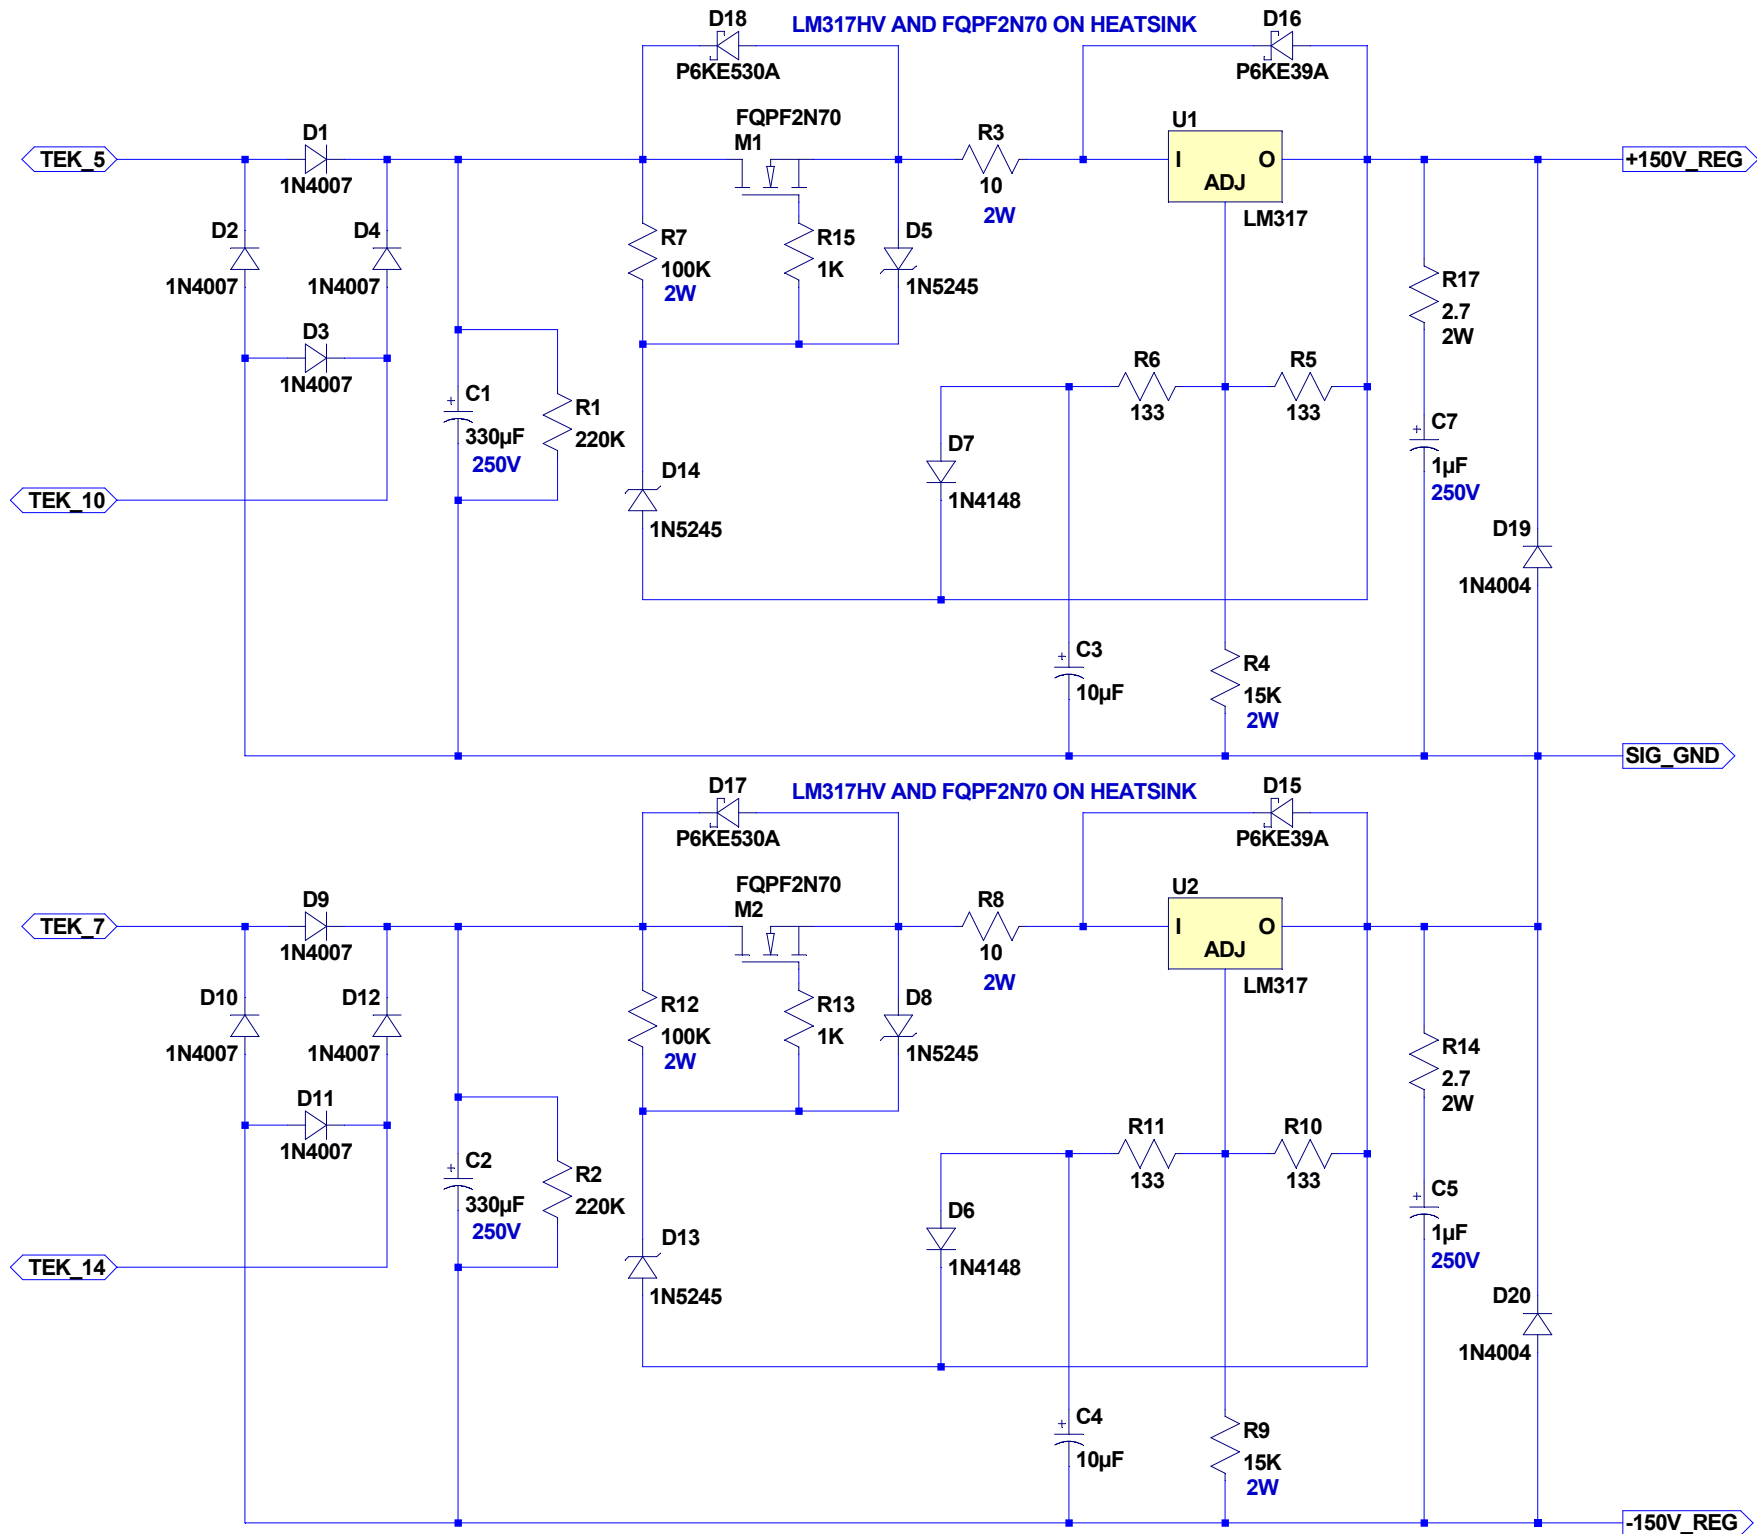 LM317HV AND FQPF2N70 ON HEATSINK
D18
P6KE530A
D16
P6KE39A
FQPF2N70
M1
D1
1N4007
TEK_5
R3
10
2W
U1
I
O
ADJ
LM317
+150V_REG
D2
1N4007
D4
1N4007
R7
100K
2W
R15
1K
D5
1N5245
R17
2.7
2W
D3
1N4007
R6
133
R5
133
+
C1
330µF
250V
R1
220K
D7
1N4148
+
C7
1µF
250V
TEK_10
D14
1N5245
D19
1N4004
+
C3
10µF
R4
15K
2W
SIG_GND
D17
P6KE530A
LM317HV AND FQPF2N70 ON HEATSINK
D15
P6KE39A
FQPF2N70
M2
D9
1N4007
TEK_7
R8
10
2W
U2
I
O
ADJ
LM317
D10
1N4007
D12
1N4007
R12
100K
2W
R13
1K
D8
1N5245
R14
2.7
2W
D11
1N4007
R11
133
R10
133
+
C2
330µF
250V
R2
220K
D6
1N4148
+
C5
1µF
250V
TEK_14
D13
1N5245
D20
1N4004
+
C4
10µF
R9
15K
2W
-150V_REG